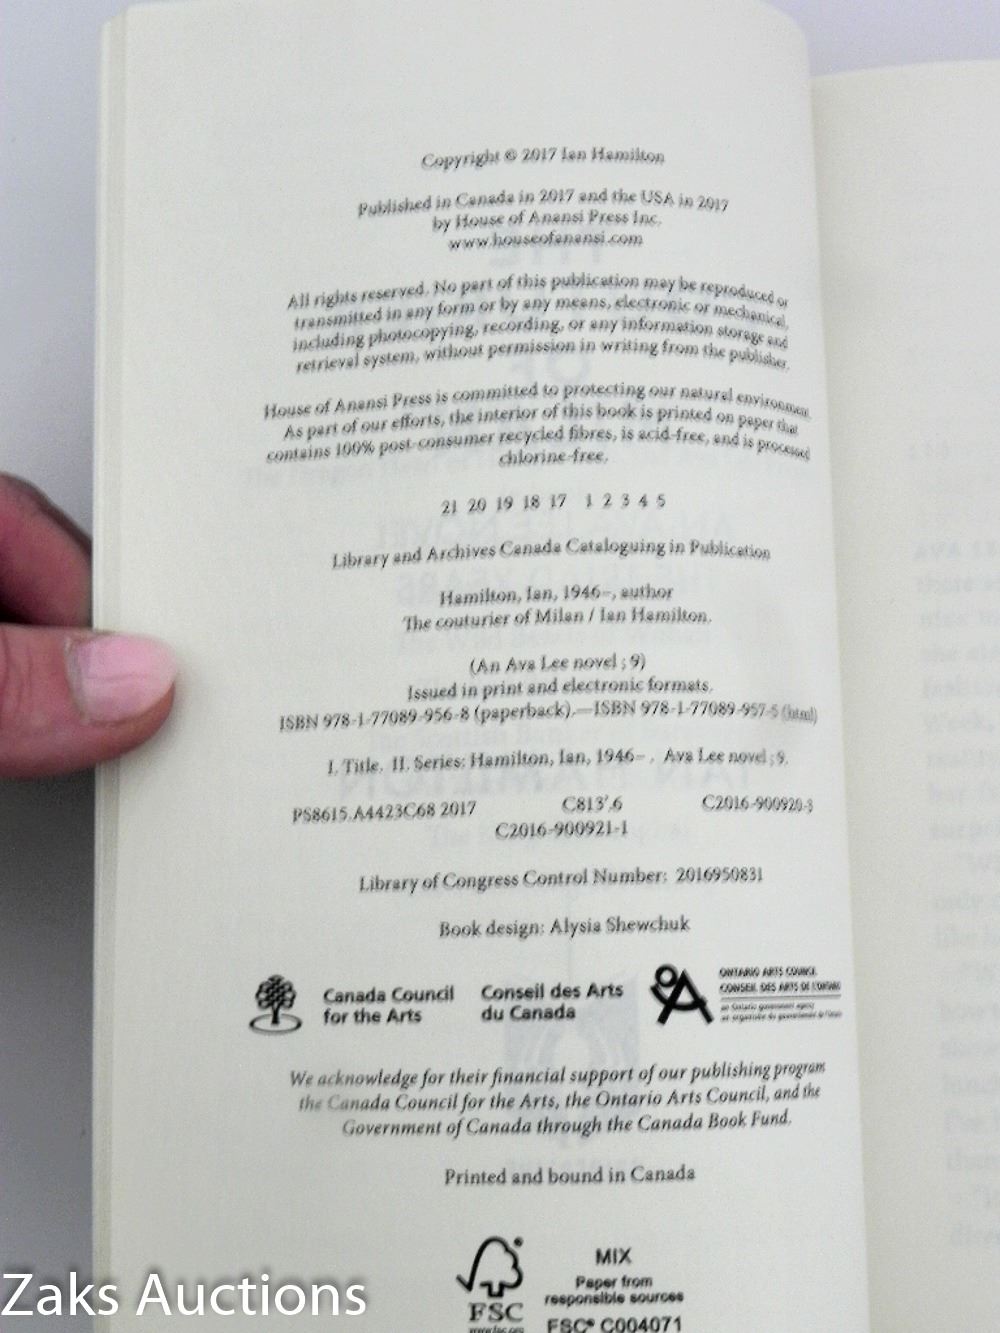 Copyright © 2017 Ian Hamilton
Published in Canada in 2017 and the USA in 2017
by House of Anansi Press Inc.
www.houseofanansi.com
All rights reserved. No part of this publication may be reproduced or
transmitted in any form or by any means, electronic or mechanical,
including photocopying, recording, or any information storage and
retrieval system, without permission in writing from the publisher.
House of Anansi Press is committed to protecting our natural environment.
As part of our efforts, the interior of this book is printed on paper that
contains 100% post-consumer recycled fibres, is acid-free, and is processed
chlorine-free.
21 20 19 18 17 1 2 3 4 5
Library and Archives Canada Cataloguing in Publication
Hamilton, Ian, 1946–, author
The couturier of Milan / Ian Hamilton.
(An Ava Lee novel ; 9)
Issued in print and electronic formats.
ISBN 978-1-77089-956-8 (paperback).—ISBN 978-1-77089-957-5 (html)
I. Title. II. Series: Hamilton, Ian, 1946– . Ava Lee novel ; 9.
PS8615.A4423C68 2017 C813'.6 C2016-900920-3
C2016-900921-1
Library of Congress Control Number: 2016950831
Book design: Alysia Shewchuk
Canada Council Conseil des Arts
for the Arts du Canada
ONTARIO ARTS COUNCIL
CONSEIL DES ARTS DE L'ONTARIO
an Ontario government agency
un organisme du gouvernement de l'Ontario
We acknowledge for their financial support of our publishing program
the Canada Council for the Arts, the Ontario Arts Council, and the
Government of Canada through the Canada Book Fund.
Printed and bound in Canada
FSC
www.fsc.org
MIX
Paper from
responsible sources
FSC® C004071
Zaks Auctions